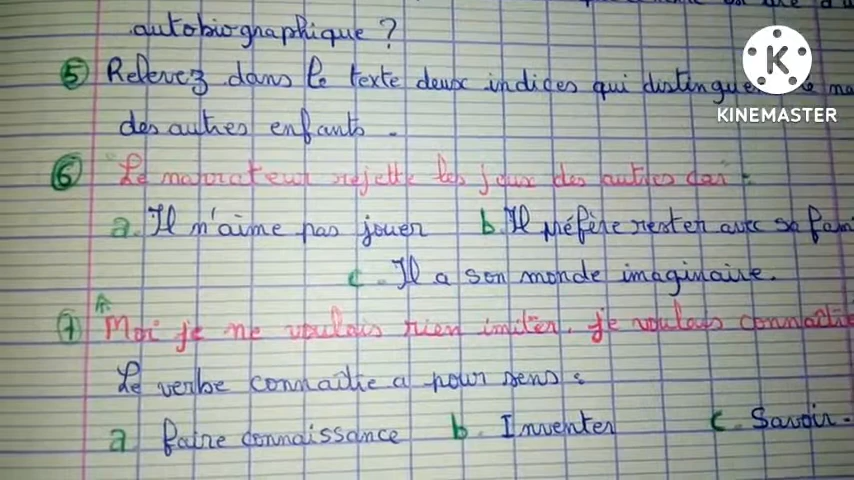 autobiographique ?
⑤ Relevez dans le texte deux indices qui
des autres enfants.
⑥ Le narrateur rejette les jeux des autres car :
a. Il n'aime pas jouer b. Il préfère rester avec sa
c. Il a son monde imaginaire.
⑦ Moi je ne voulais rien imiter, je voulais
Le verbe connaître a pour sens :
a faire connaissance b. Inventer c. Savoir.
K
KINEMASTER